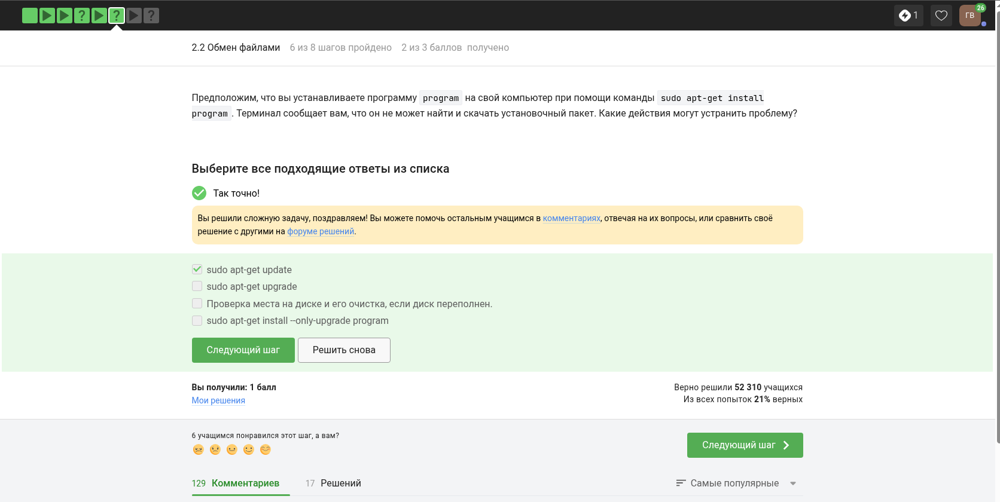 ? ? ?
1
ГВ
26
2.2 Обмен файлами 6 из 8 шагов пройдено 2 из 3 баллов получено
Предположим, что вы устанавливаете программу program на свой компьютер при помощи команды sudo apt-get install
program. Терминал сообщает вам, что он не может найти и скачать установочный пакет. Какие действия могут устранить проблему?
Выберите все подходящие ответы из списка
Так точно!
Вы решили сложную задачу, поздравляем! Вы можете помочь остальным учащимся в комментариях, отвечая на их вопросы, или сравнить своё
решение с другими на форуме решений.
sudo apt-get update
sudo apt-get upgrade
Проверка места на диске и его очистка, если диск переполнен.
sudo apt-get install --only-upgrade program
Следующий шаг Решить снова
Вы получили: 1 балл
Мои решения
Верно решили 52 310 учащихся
Из всех попыток 21% верных
6 учащимся понравился этот шаг, а вам?
Следующий шаг
129 Комментариев 17 Решений Самые популярные